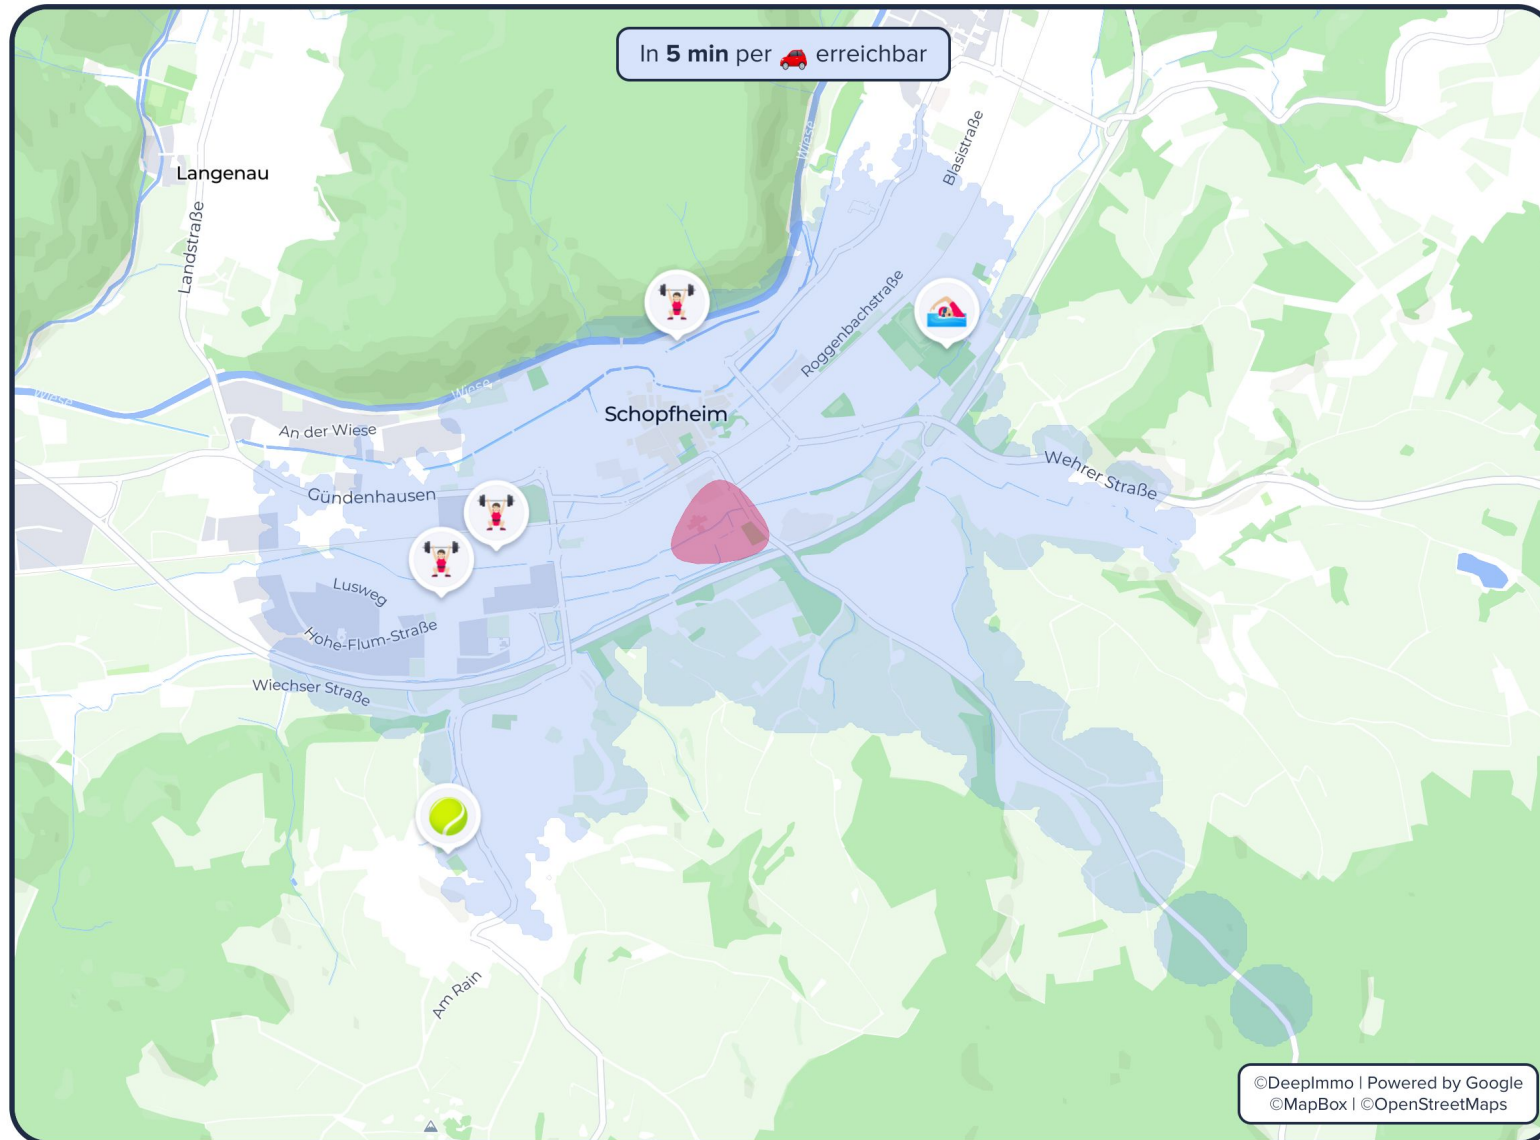 In 5 min per erreichbar
Wiese
Blasistraße
Langenau
Landstraße
Roggenbachstraße
Wiese
Wiese
Schopfheim
An der Wiese
Wehrer Straße
Gündenhausen
Lusweg
Hohe-Flum-Straße
Wiechser Straße
Am Rain
©DeepImmo | Powered by Google
©MapBox | ©OpenStreetMaps